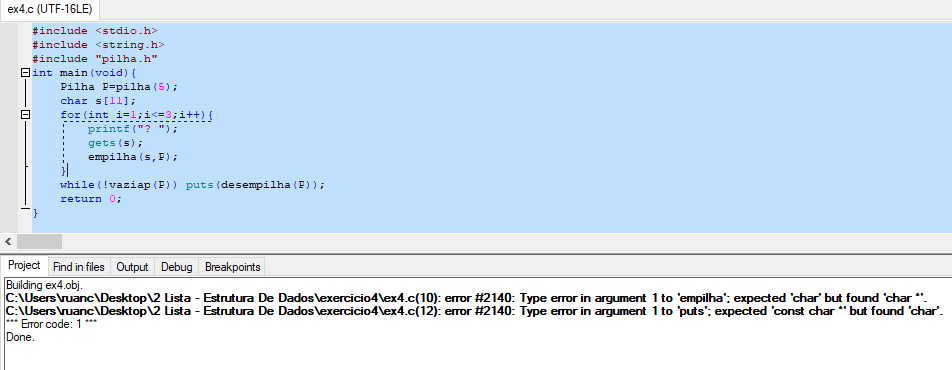 ex4.c (UTF-16LE)
#include <stdio.h>
#include <string.h>
#include "pilha.h"
int main(void){
Pilha P=pilha(5);
char s[11];
for(int i=1;i<=3;i++){
printf("? ");
gets(s);
empilha(s,P);
}
while(!vaziap(P)) puts(desempilha(P));
return 0;
}
Project Find in files Output Debug Breakpoints
Building ex4.obj.
C:\Users\ruanc\Desktop\2 Lista - Estrutura De Dados\exercicio4\ex4.c(10): error #2140: Type error in argument 1 to 'empilha'; expected 'char' but found 'char *'.
C:\Users\ruanc\Desktop\2 Lista - Estrutura De Dados\exercicio4\ex4.c(12): error #2140: Type error in argument 1 to 'puts'; expected 'const char *' but found 'char'.
*** Error code: 1 ***
Done.